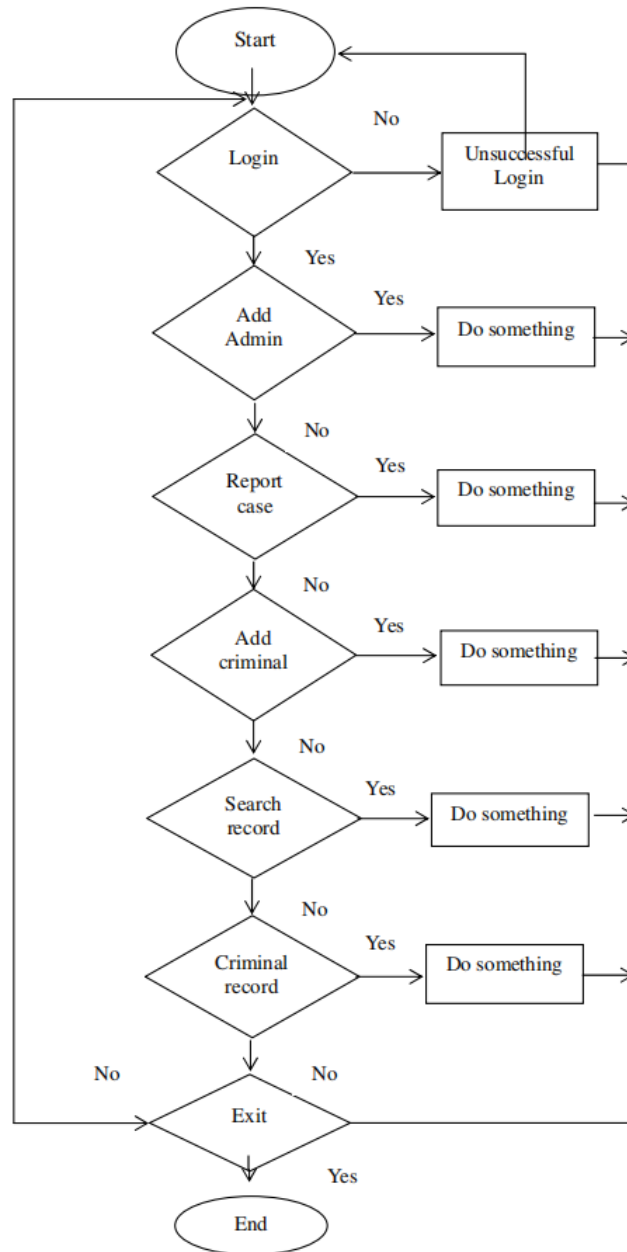 Start
No
Login
Unsuccessful
Login
Yes
Add
Admin
Yes
Do something
No
Report
case
Yes
Do something
No
Add
criminal
Yes
Do something
No
Search
record
Yes
Do something
No
Criminal
record
Yes
Do something
No
No
Exit
Yes
End